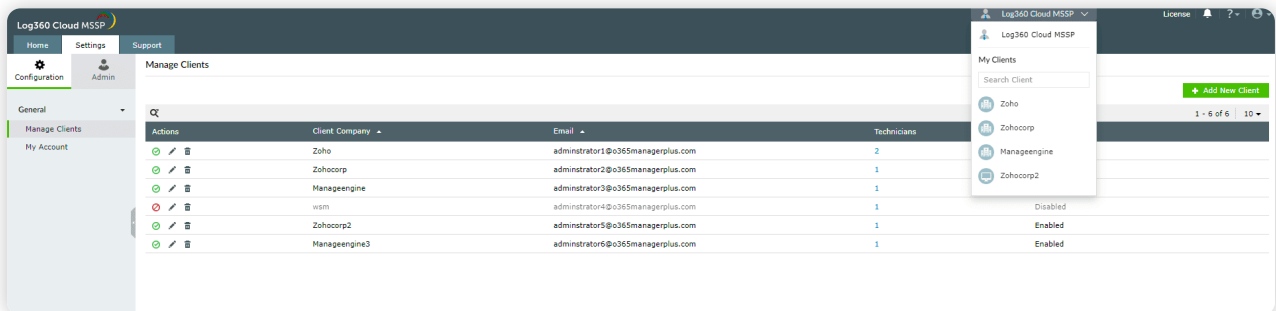 Log360 Cloud MSSP
Log360 Cloud MSSP
License
?
Home Settings Support
Log360 Cloud MSSP
Configuration
Admin
Manage Clients
My Clients
Search Client
+ Add New Client
General
Zoho
1 - 6 of 6 10
Manage Clients
Zohocorp
My Account
Manageengine
Zohocorp2
Actions Client Company Email Technicians
Zoho adminstrator1@o365managerplus.com 2
Zohocorp adminstrator2@o365managerplus.com 1
Manageengine adminstrator3@o365managerplus.com 1
wsm adminstrator4@o365managerplus.com 1 Disabled
Zohocorp2 adminstrator5@o365managerplus.com 1 Enabled
Manageengine3 adminstrator6@o365managerplus.com 1 Enabled